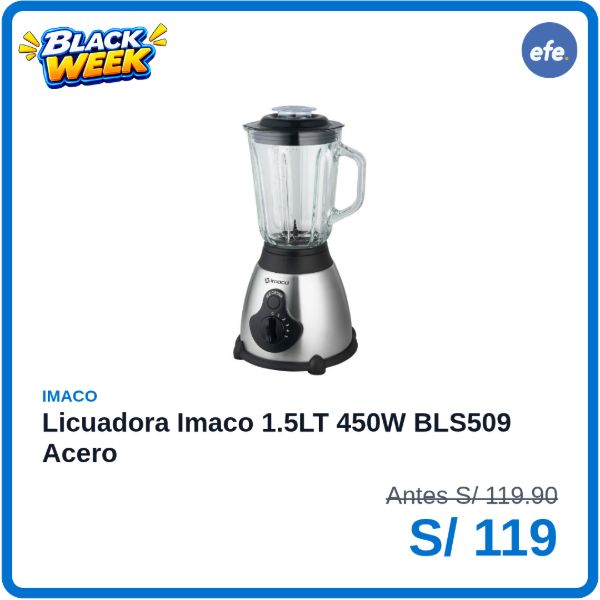 BLACK
WEEK
efe.
imaco
IMACO
Licuadora Imaco 1.5LT 450W BLS509
Acero
Antes S/ 119.90
S/ 119